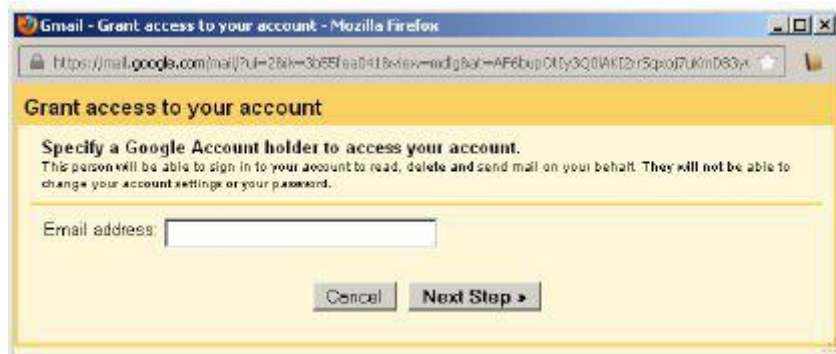 Gmail - Grant access to your account - Mozilla Firefox
Grant access to your account
Specify a Google Account holder to access your account.
This person will be able to sign in to your account to read, delete and send mail on your behalf. They will not be able to
change your account settings or your password.
Email address:
Cancel Next Step »